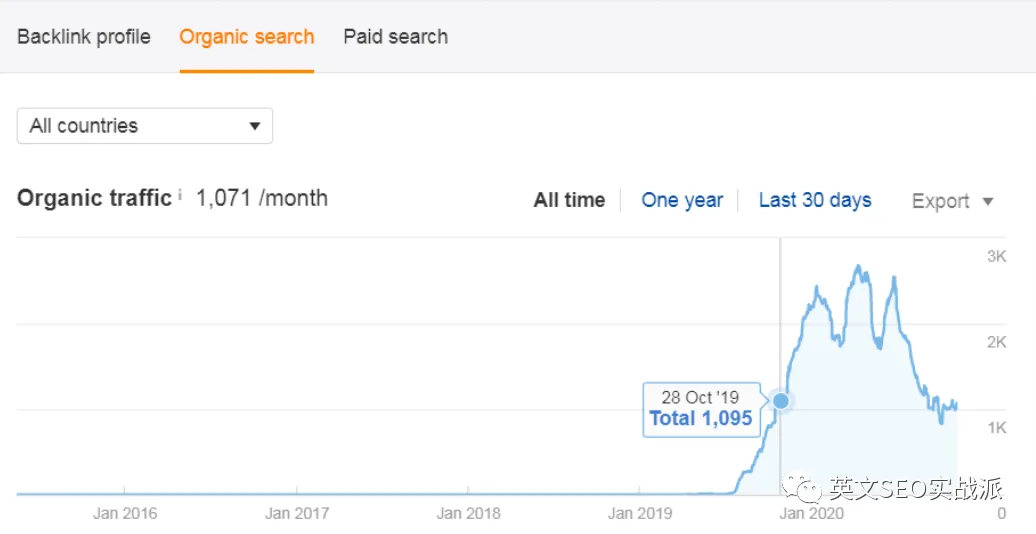 Backlink profile Organic search Paid search
All countries
Organic traffic i 1,071 /month All time One year Last 30 days Export
3K
2K
28 Oct '19
Total 1,095
1K
英文SEO实战派
Jan 2016 Jan 2017 Jan 2018 Jan 2019 Jan 2020 0